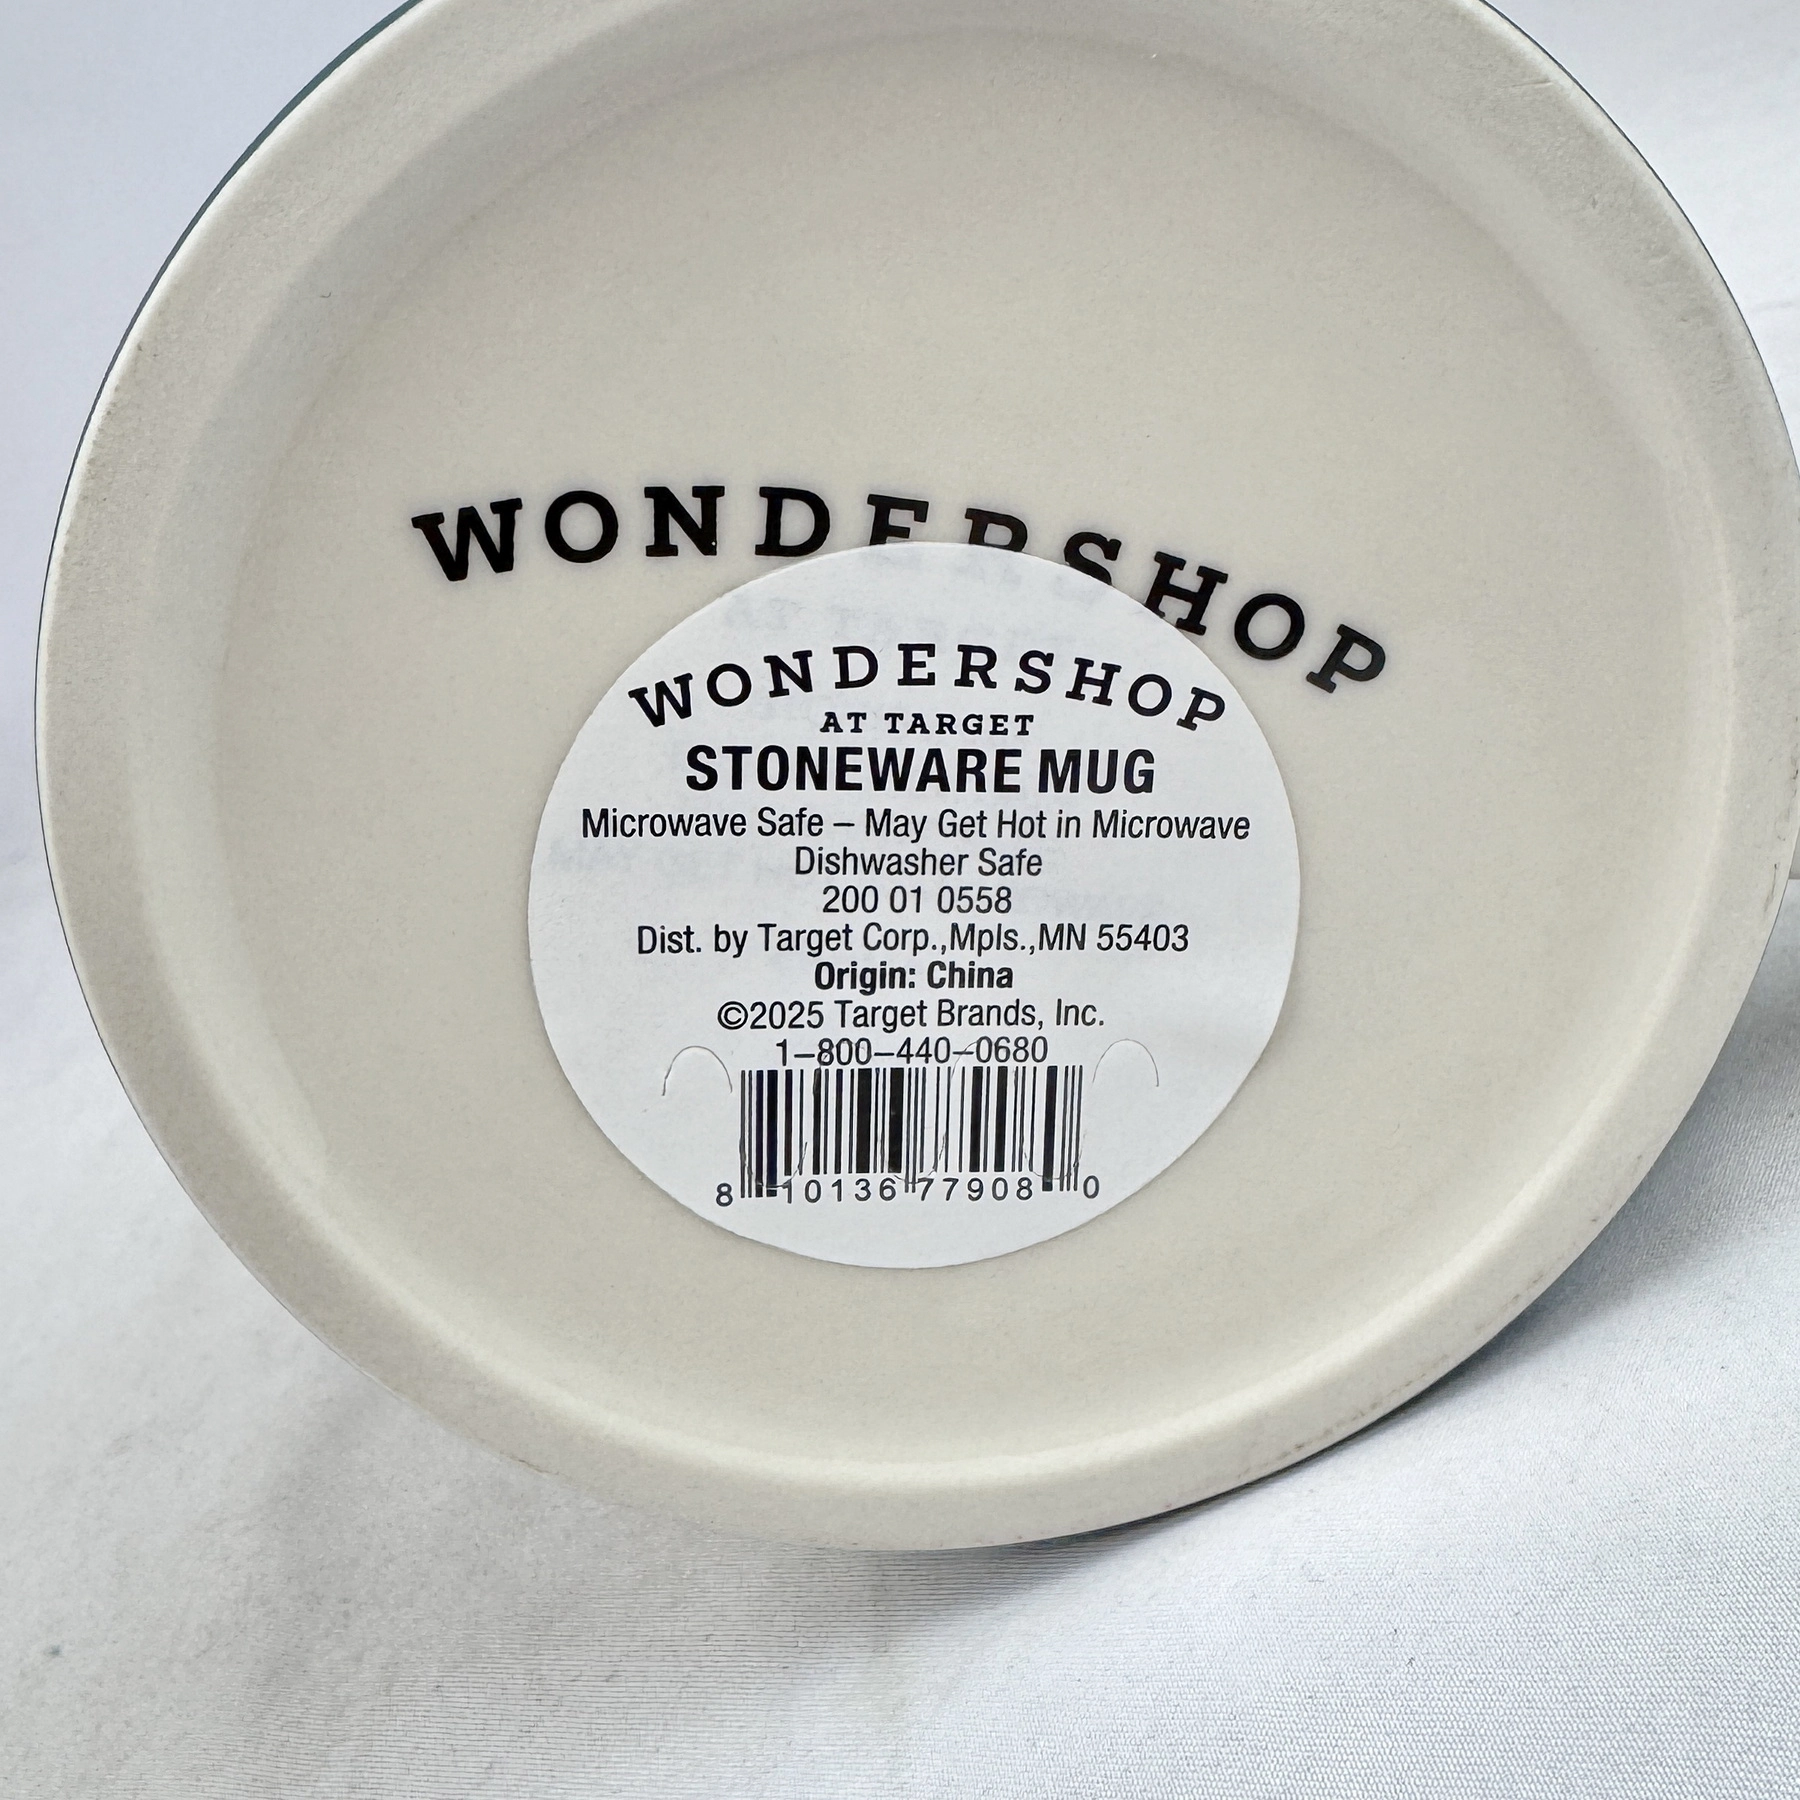 WONDERSHOP
WONDERSHOP
AT TARGET
STONEWARE MUG
Microwave Safe – May Get Hot in Microwave
Dishwasher Safe
200 01 0558
Dist. by Target Corp.,Mpls.,MN 55403
Origin: China
©2025 Target Brands, Inc.
1–800–440–0680
8 10136 77908 0